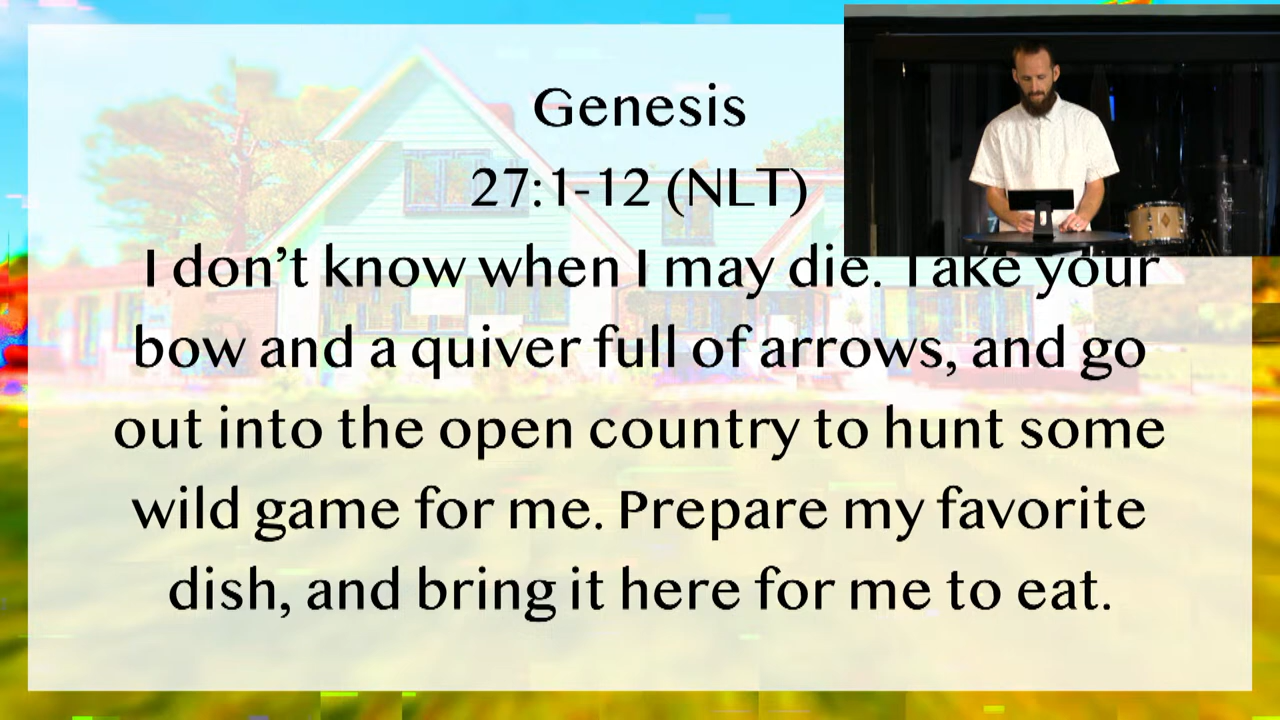 Genesis
27:1-12 (NLT)
I don't know when I may die. Take your
bow and a quiver full of arrows, and go
out into the open country to hunt some
wild game for me. Prepare my favorite
dish, and bring it here for me to eat.